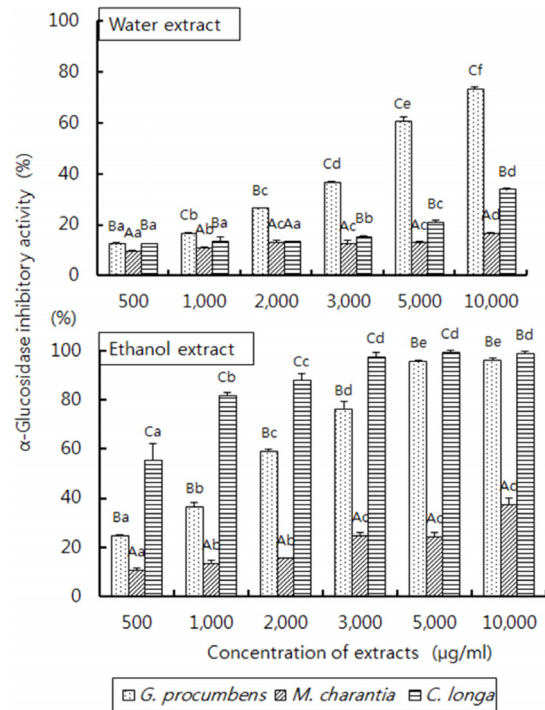 100
Water extract
80
60
40
20
0
Ba Aa Ba
Cb Ab Ba
Bc Ac Aa
Cd Ac Bb
Ce Ac Bc
Cf Ad Bd
500 1,000 2,000 3,000 5,000 10,000
α-Glucosidase inhibitory activity (%)
(%)
Ethanol extract
100
80
60
40
20
0
Ba Aa Ca
Bb Ab Cb
Bc Ab Cc
Bd Ac Cd
Be Ac Cd
Be Ad Bd
500 1,000 2,000 3,000 5,000 10,000
Concentration of extracts (μg/ml)
G. procumbens M. charantia C. longa